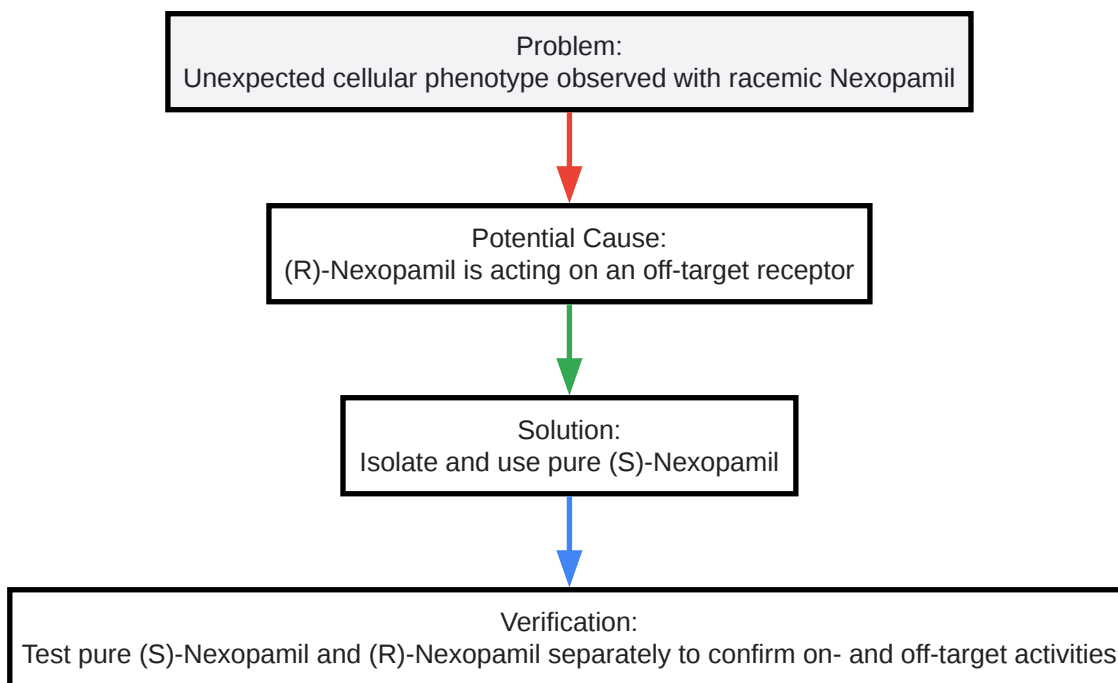 Problem:
Unexpected cellular phenotype observed with racemic Nexopamil
Potential Cause:
(R)-Nexopamil is acting on an off-target receptor
Solution:
Isolate and use pure (S)-Nexopamil
Verification:
Test pure (S)-Nexopamil and (R)-Nexopamil separately to confirm on- and off-target activities